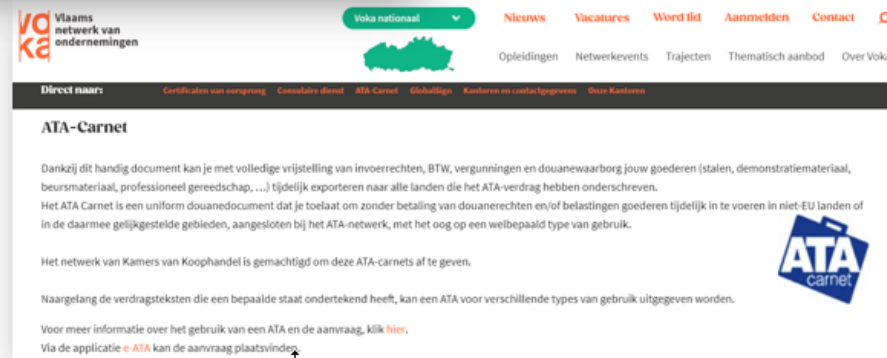 Vlaams
netwerk van
ondernemingen
voka
Voka nationaal
Nieuws Vacatures Word lid Aanmelden Contact
Opleidingen Netwerkevents Trajecten Thematisch aanbod Over Voka
Direct naar: Certificaten van oorsprong Consulaire dienst ATA-Carnet GlobalSign Kantoren en contactgegevens Onze Kantoren
ATA-Carnet
Dankzij dit handig document kan je met volledige vrijstelling van invoerrechten, BTW, vergunningen en douanewaarborg jouw goederen (stalen, demonstratiemateriaal,
beursmateriaal, professioneel gereedschap, …) tijdelijk exporteren naar alle landen die het ATA-verdrag hebben onderschreven.
Het ATA Carnet is een uniform douanedocument dat je toelaat om zonder betaling van douanerechten en/of belastingen goederen tijdelijk in te voeren in niet-EU landen of
in de daarmee gelijkgestelde gebieden, aangesloten bij het ATA-netwerk, met het oog op een welbepaald type van gebruik.
ATA
carnet
Het netwerk van Kamers van Koophandel is gemachtigd om deze ATA-carnets af te geven.
Naargelang de verdragsteksten die een bepaalde staat ondertekend heeft, kan een ATA voor verschillende types van gebruik uitgegeven worden.
Voor meer informatie over het gebruik van een ATA en de aanvraag, klik hier.
Via de applicatie e-ATA kan de aanvraag plaatsvinden.